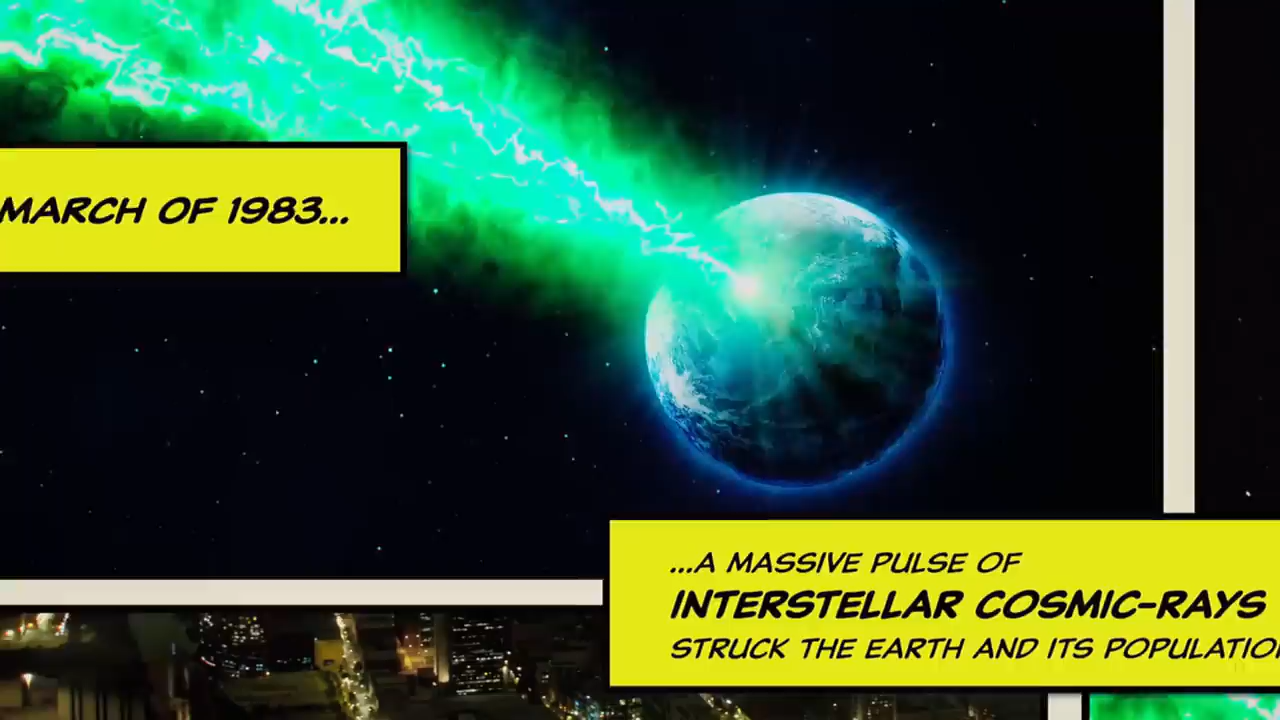 MARCH OF 1983...
...A MASSIVE PULSE OF
INTERSTELLAR COSMIC-RAYS
STRUCK THE EARTH AND ITS